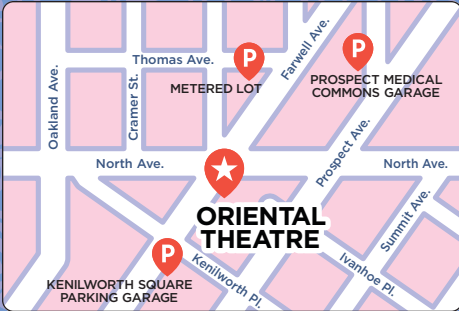 Farwell Ave.
Thomas Ave.
P
P
METERED LOT
PROSPECT MEDICAL
COMMONS GARAGE
Oakland Ave.
Cramer St.
Prospect Ave.
North Ave.
North Ave.
ORIENTAL
THEATRE
Summit Ave.
P
Kenilworth Pl.
Ivanhoe Pl.
KENILWORTH SQUARE
PARKING GARAGE